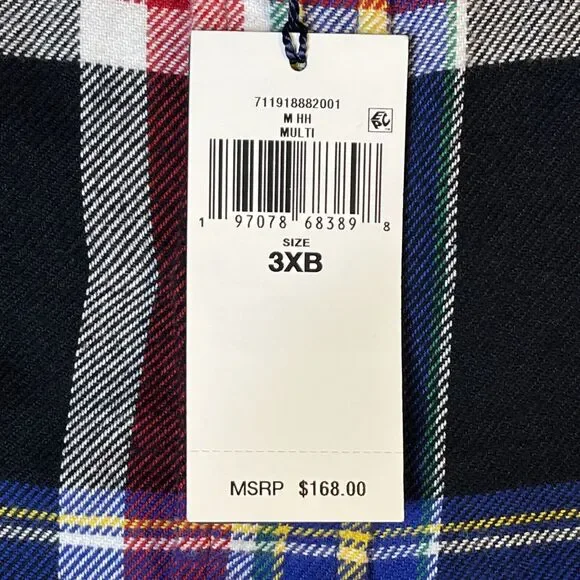 711918882001
M HH
MULTI
1 97078 68389 8
SIZE
3XB
MSRP $168.00